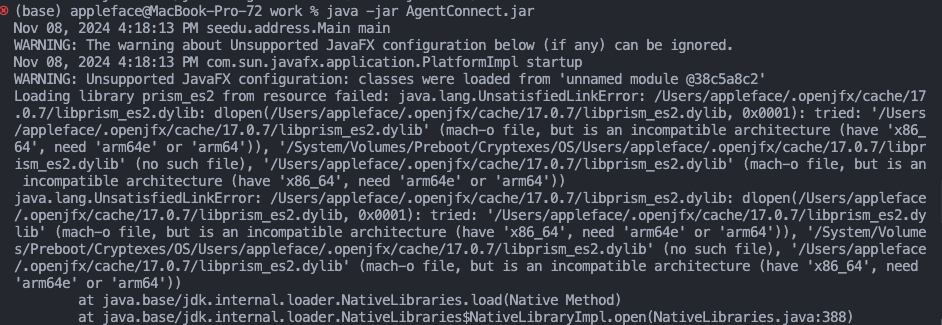 (base) appleface@MacBook-Pro-72 work % java -jar AgentConnect.jar
Nov 08, 2024 4:18:13 PM seedu.address.Main main
WARNING: The warning about Unsupported JavaFX configuration below (if any) can be ignored.
Nov 08, 2024 4:18:13 PM com.sun.javafx.application.PlatformImpl startup
WARNING: Unsupported JavaFX configuration: classes were loaded from 'unnamed module @38c5a8c2'
Loading library prism_es2 from resource failed: java.lang.UnsatisfiedLinkError: /Users/appleface/.openjfx/cache/17
.0.7/libprism_es2.dylib: dlopen(/Users/appleface/.openjfx/cache/17.0.7/libprism_es2.dylib, 0x0001): tried: '/Users
/appleface/.openjfx/cache/17.0.7/libprism_es2.dylib' (mach-o file, but is an incompatible architecture (have 'x86_
64', need 'arm64e' or 'arm64')), '/System/Volumes/Preboot/Cryptexes/OS/Users/appleface/.openjfx/cache/17.0.7/libpr
ism_es2.dylib' (no such file), '/Users/appleface/.openjfx/cache/17.0.7/libprism_es2.dylib' (mach-o file, but is an
incompatible architecture (have 'x86_64', need 'arm64e' or 'arm64'))
java.lang.UnsatisfiedLinkError: /Users/appleface/.openjfx/cache/17.0.7/libprism_es2.dylib: dlopen(/Users/appleface
/.openjfx/cache/17.0.7/libprism_es2.dylib, 0x0001): tried: '/Users/appleface/.openjfx/cache/17.0.7/libprism_es2.dy
lib' (mach-o file, but is an incompatible architecture (have 'x86_64', need 'arm64e' or 'arm64')), '/System/Volume
s/Preboot/Cryptexes/OS/Users/appleface/.openjfx/cache/17.0.7/libprism_es2.dylib' (no such file), '/Users/appleface
/.openjfx/cache/17.0.7/libprism_es2.dylib' (mach-o file, but is an incompatible architecture (have 'x86_64', need
'arm64e' or 'arm64'))
at java.base/jdk.internal.loader.NativeLibraries.load(Native Method)
at java.base/jdk.internal.loader.NativeLibraries$NativeLibraryImpl.open(NativeLibraries.java:388)